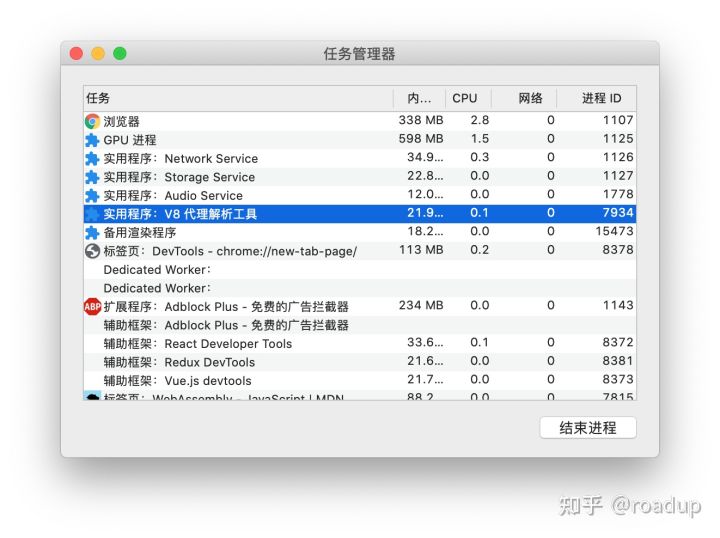 任务管理器
任务 内... CPU 网络 进程 ID
浏览器 338 MB 2.8 0 1107
GPU 进程 598 MB 1.5 0 1125
实用程序：Network Service 34.9... 0.3 0 1126
实用程序：Storage Service 22.8... 0.0 0 1127
实用程序：Audio Service 12.0... 0.0 0 1778
实用程序：V8 代理解析工具 21.9... 0.1 0 7934
备用渲染程序 18.2... 0.0 0 15473
标签页：DevTools - chrome://new-tab-page/ 113 MB 0.2 0 8378
Dedicated Worker：
Dedicated Worker：
ABP 扩展程序：Adblock Plus - 免费的广告拦截器 234 MB 0.0 0 1143
辅助框架：Adblock Plus - 免费的广告拦截器
辅助框架：React Developer Tools 33.6... 0.1 0 8372
辅助框架：Redux DevTools 21.6... 0.0 0 8381
辅助框架：Vue.js devtools 21.7... 0.0 0 8373
标签页：WebAssembly - JavaScript | MDN 88.2... 0.0 0 7815
结束进程
知乎 @roadup